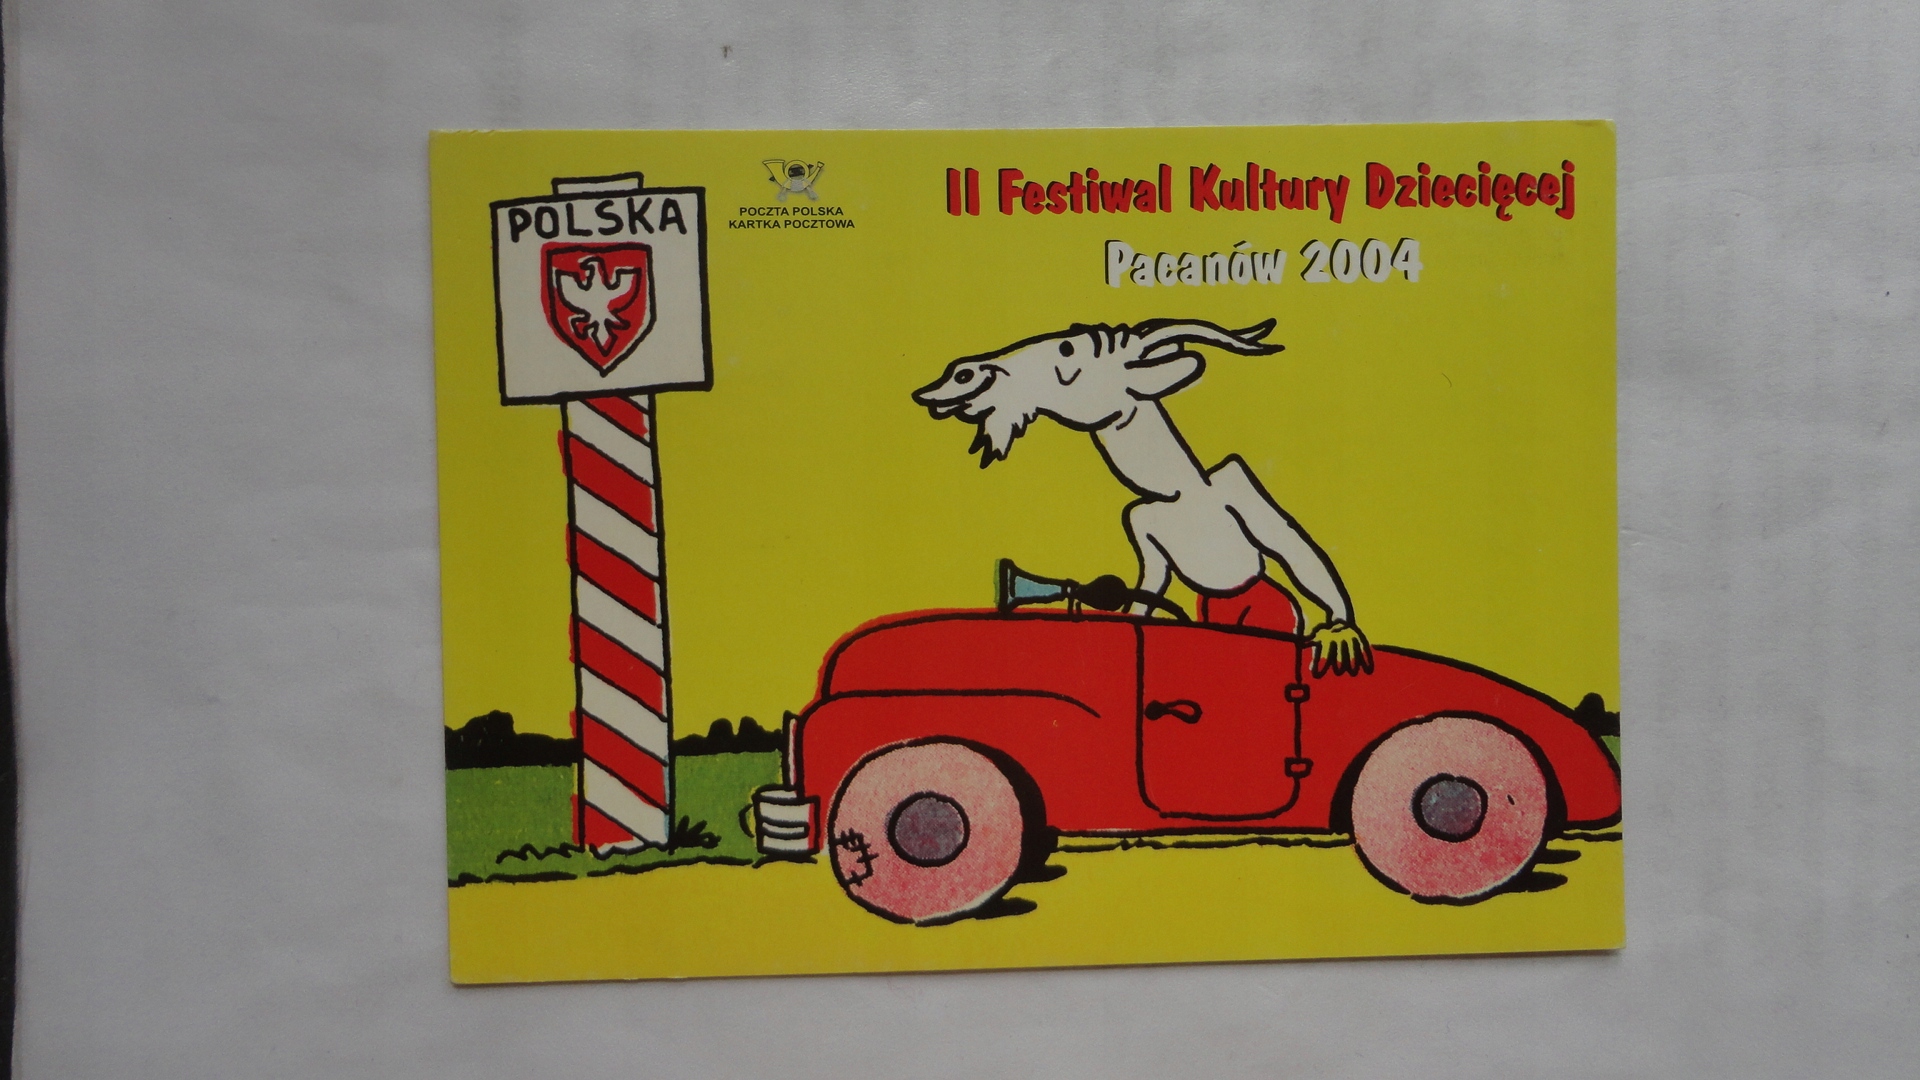 POLSKA
POCZTA POLSKA
KARTKA POCZTOWA
II Festiwal Kultury Dziecięcej
Pacanów 2004